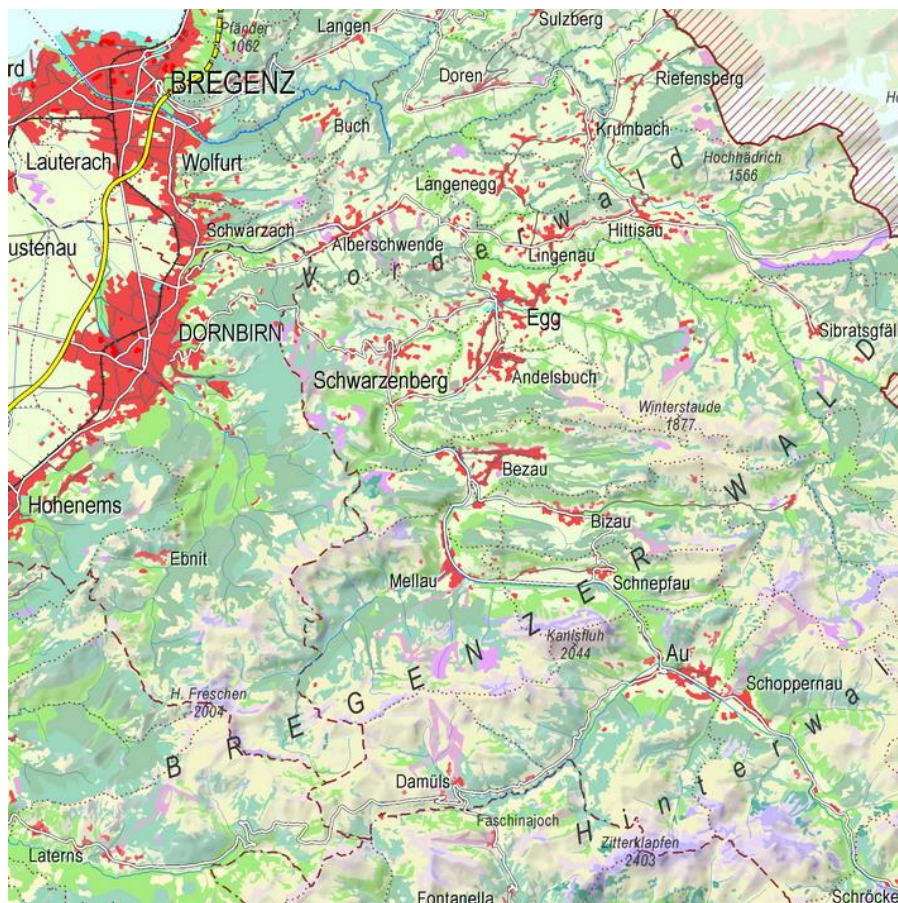 Pfänder
1062
Langen
Sulzberg
rd
BREGENZ
Doren
Riefensberg
Buch
Krumbach
Lauterach
Wolfurt
Hochhädrich
1566
Langenegg
Schwarzach
Hittisau
ustenau
Alberschwende
Lingenau
Vorderwald
Egg
DORNBIRN
Sibratsgfäl
Schwarzenberg
Andelsbuch
Winterstaude
1877
Bezau
Hohenems
Bizau
Ebnit
Mellau
Schnepfau
Kanisfluh
2044
Au
Schoppernau
H. Freschen
2004
BREGENZER WALD
Damüls
Faschinajoch
Hinterwal
Zitterklapfen
2403
Laterns
Fontanella
Schröcke